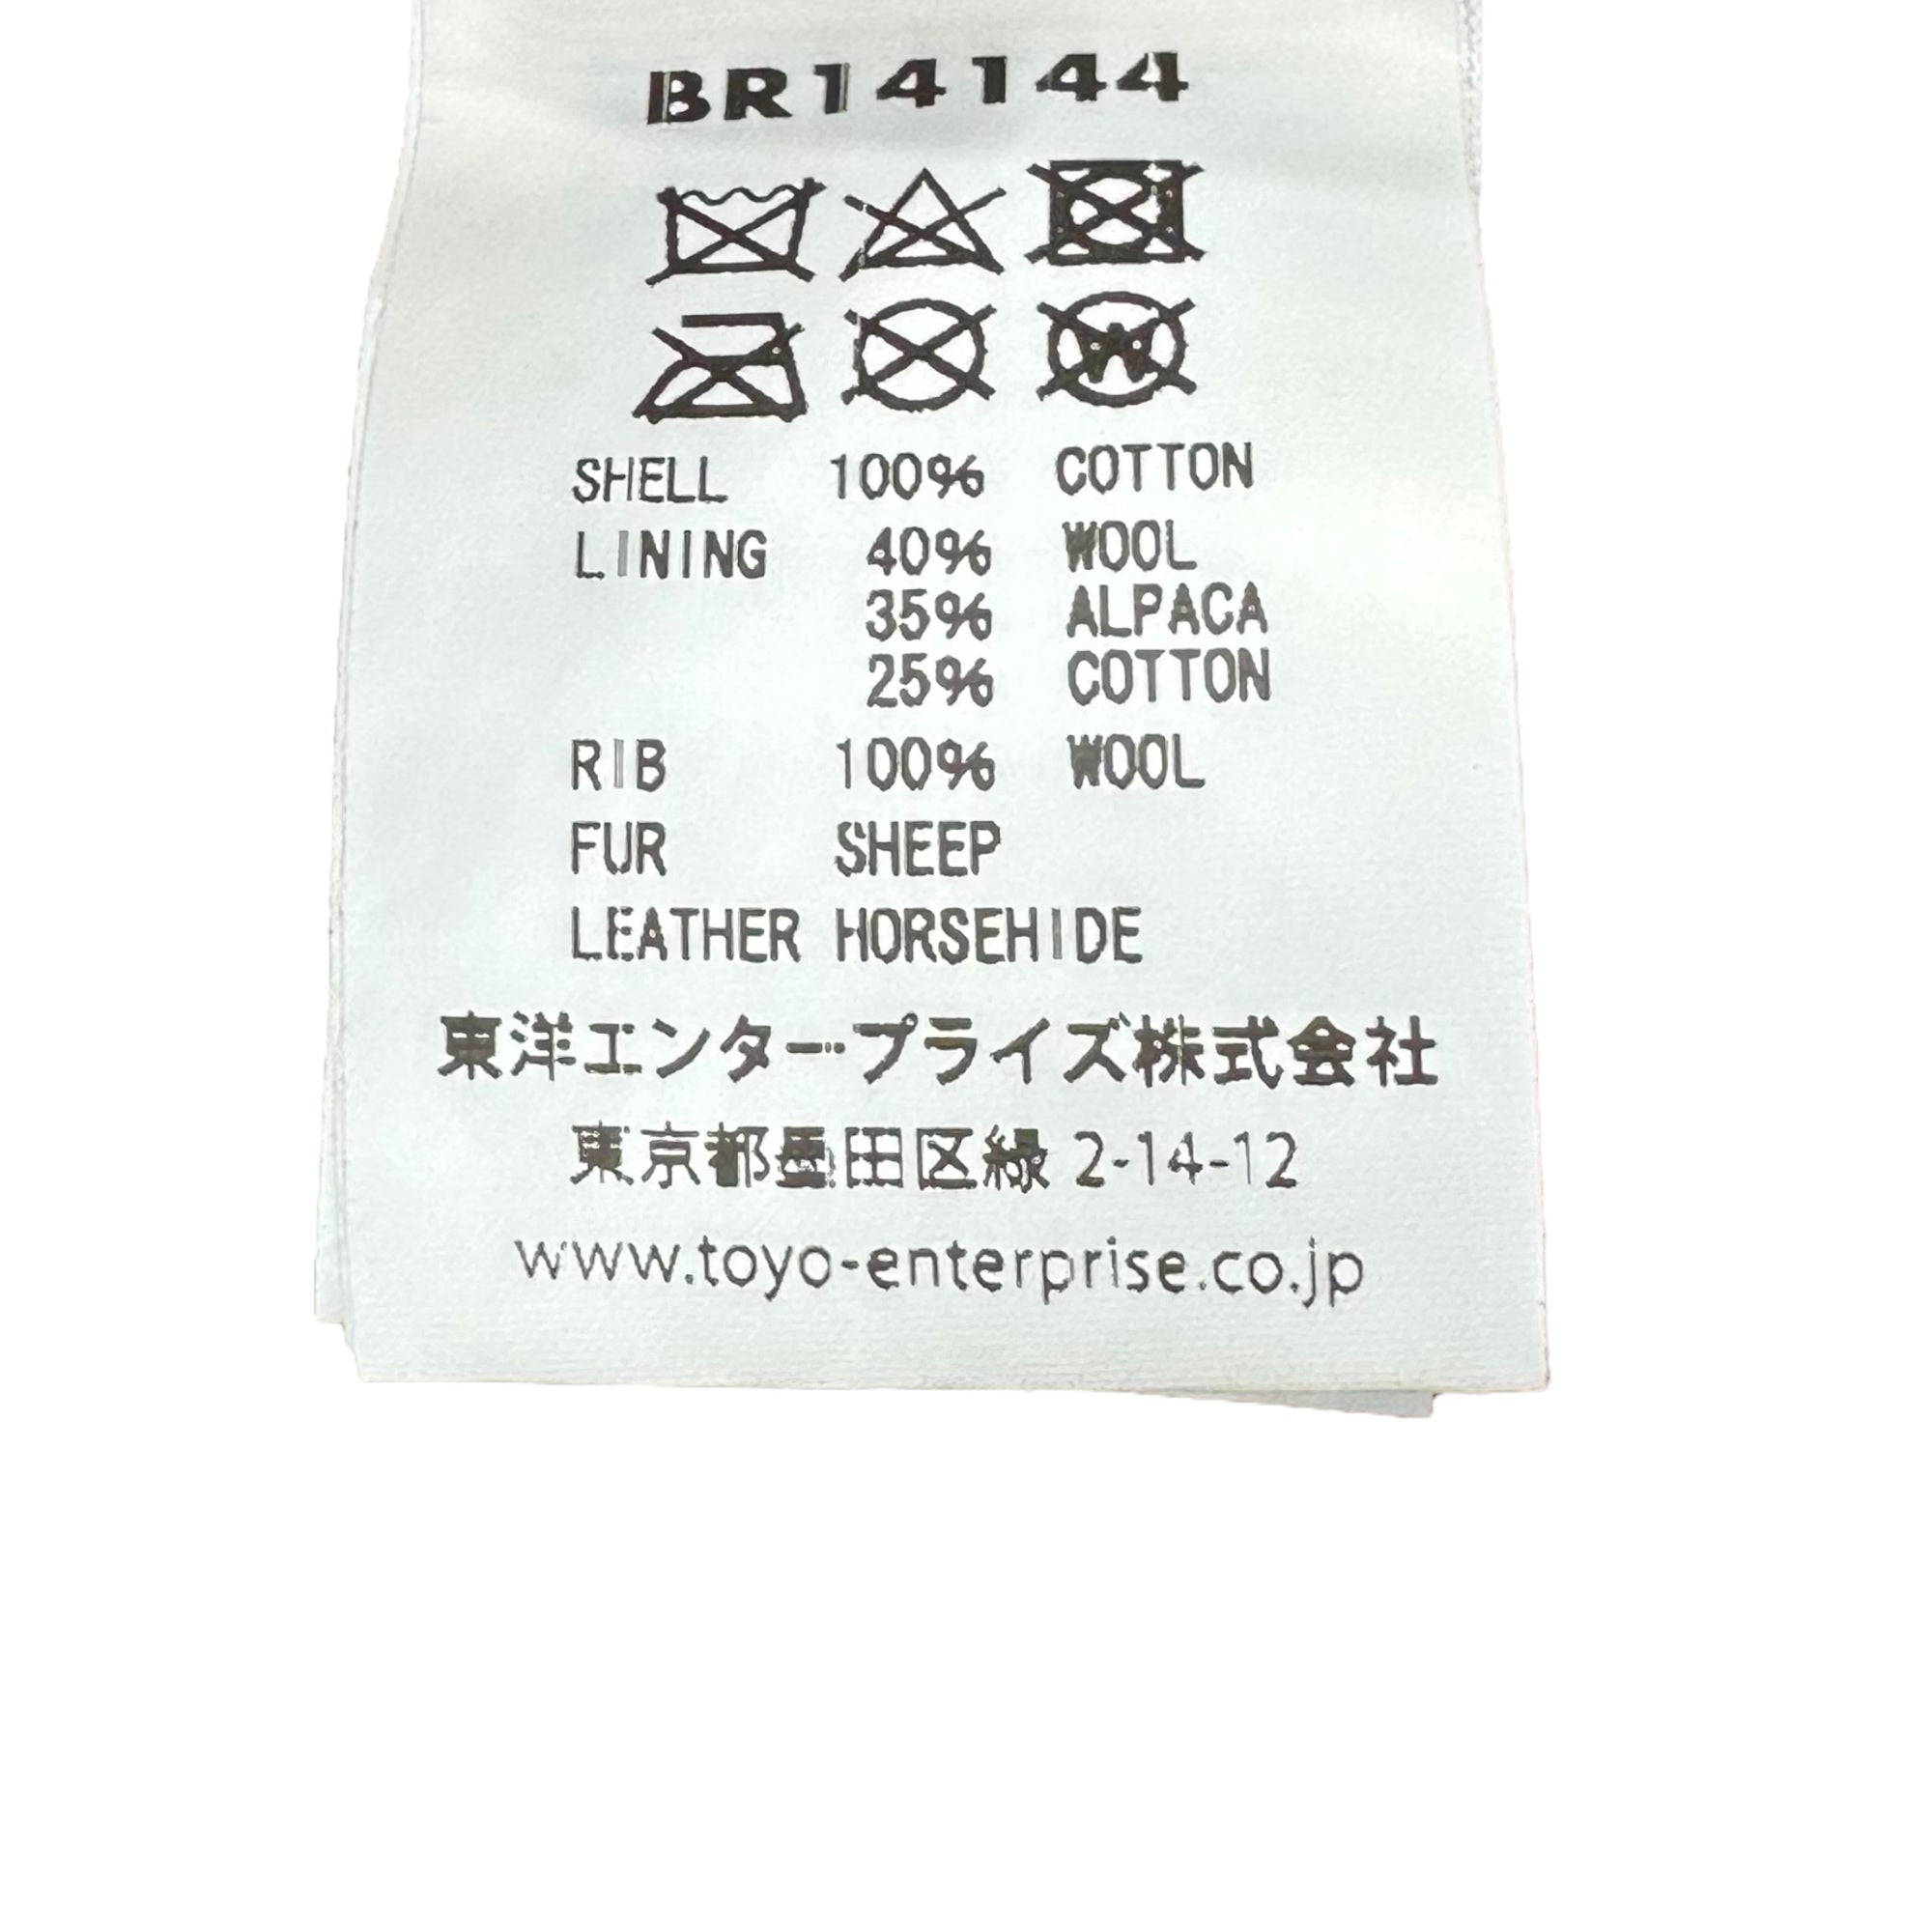 BR14144
SHELL 100% COTTON
LINING 40% WOOL
35% ALPACA
25% COTTON
RIB 100% WOOL
FUR SHEEP
LEATHER HORSEHIDE
東洋エンタープライズ株式会社
東京都墨田区緑 2-14-12
www.toyo-enterprise.co.jp